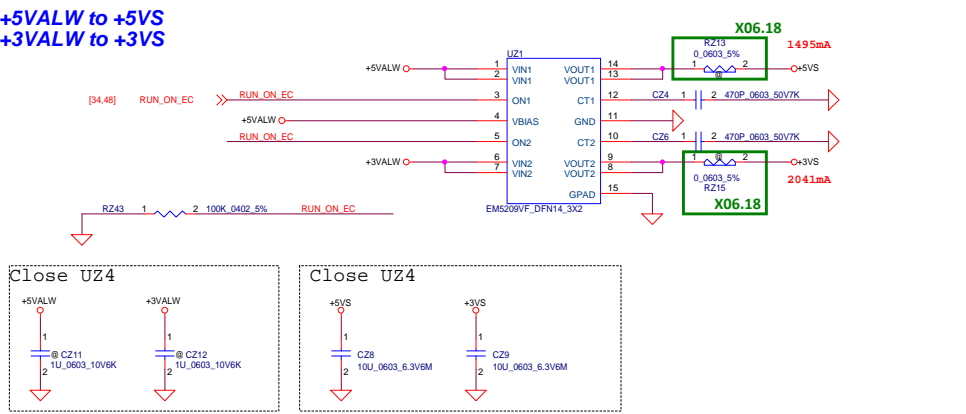 +5VALW to +5VS
+3VALW to +3VS
X06.18
RZ13
0_0603_5%
1495mA
1 2
@
+5VS
UZ1
+5VALW
1 VIN1 VOUT1 14
2 VIN1 VOUT1 13
[34,48] RUN_ON_EC RUN_ON_EC 3 ON1 CT1 12 CZ4 1 2 470P_0603_50V7K
+5VALW 4 VBIAS GND 11
RUN_ON_EC 5 ON2 CT2 10 CZ6 1 2 470P_0603_50V7K
+3VALW 6 VIN2 VOUT2 9 1 @ 2 +3VS
7 VIN2 VOUT2 8
0_0603_5%
RZ15
2041mA
X06.18
GPAD 15
EM5209VF_DFN14_3X2
RZ43 1 2 100K_0402_5% RUN_ON_EC
Close UZ4
+5VALW
1
@ CZ11
1U_0603_10V6K
2
+3VALW
1
@ CZ12
1U_0603_10V6K
2
Close UZ4
+5VS
1
CZ8
10U_0603_6.3V6M
2
+3VS
1
CZ9
10U_0603_6.3V6M
2